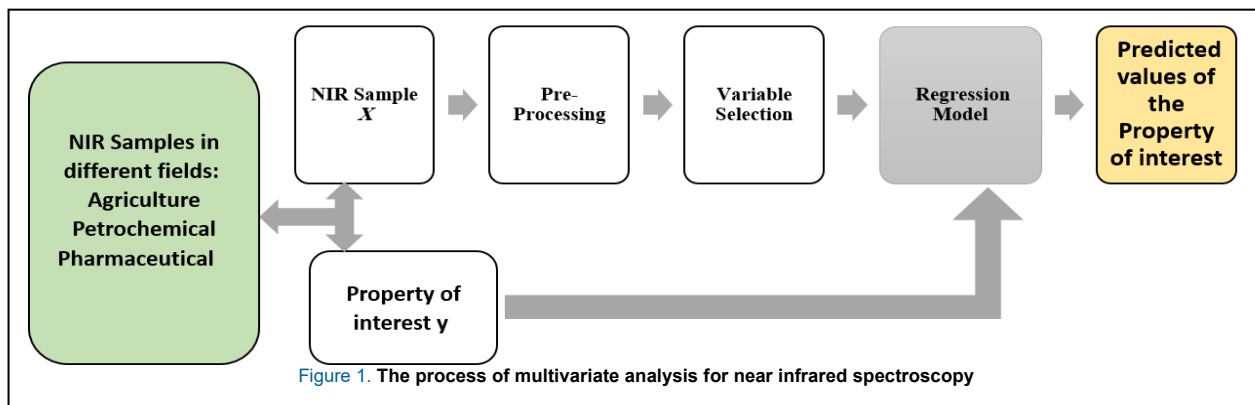 NIR Samples in
different fields:
Agriculture
Petrochemical
Pharmaceutical
NIR Sample
X
Pre-
Processing
Variable
Selection
Regression
Model
Predicted
values of
the
Property
of interest
Property of
interest y
Figure 1. The process of multivariate analysis for near infrared spectroscopy